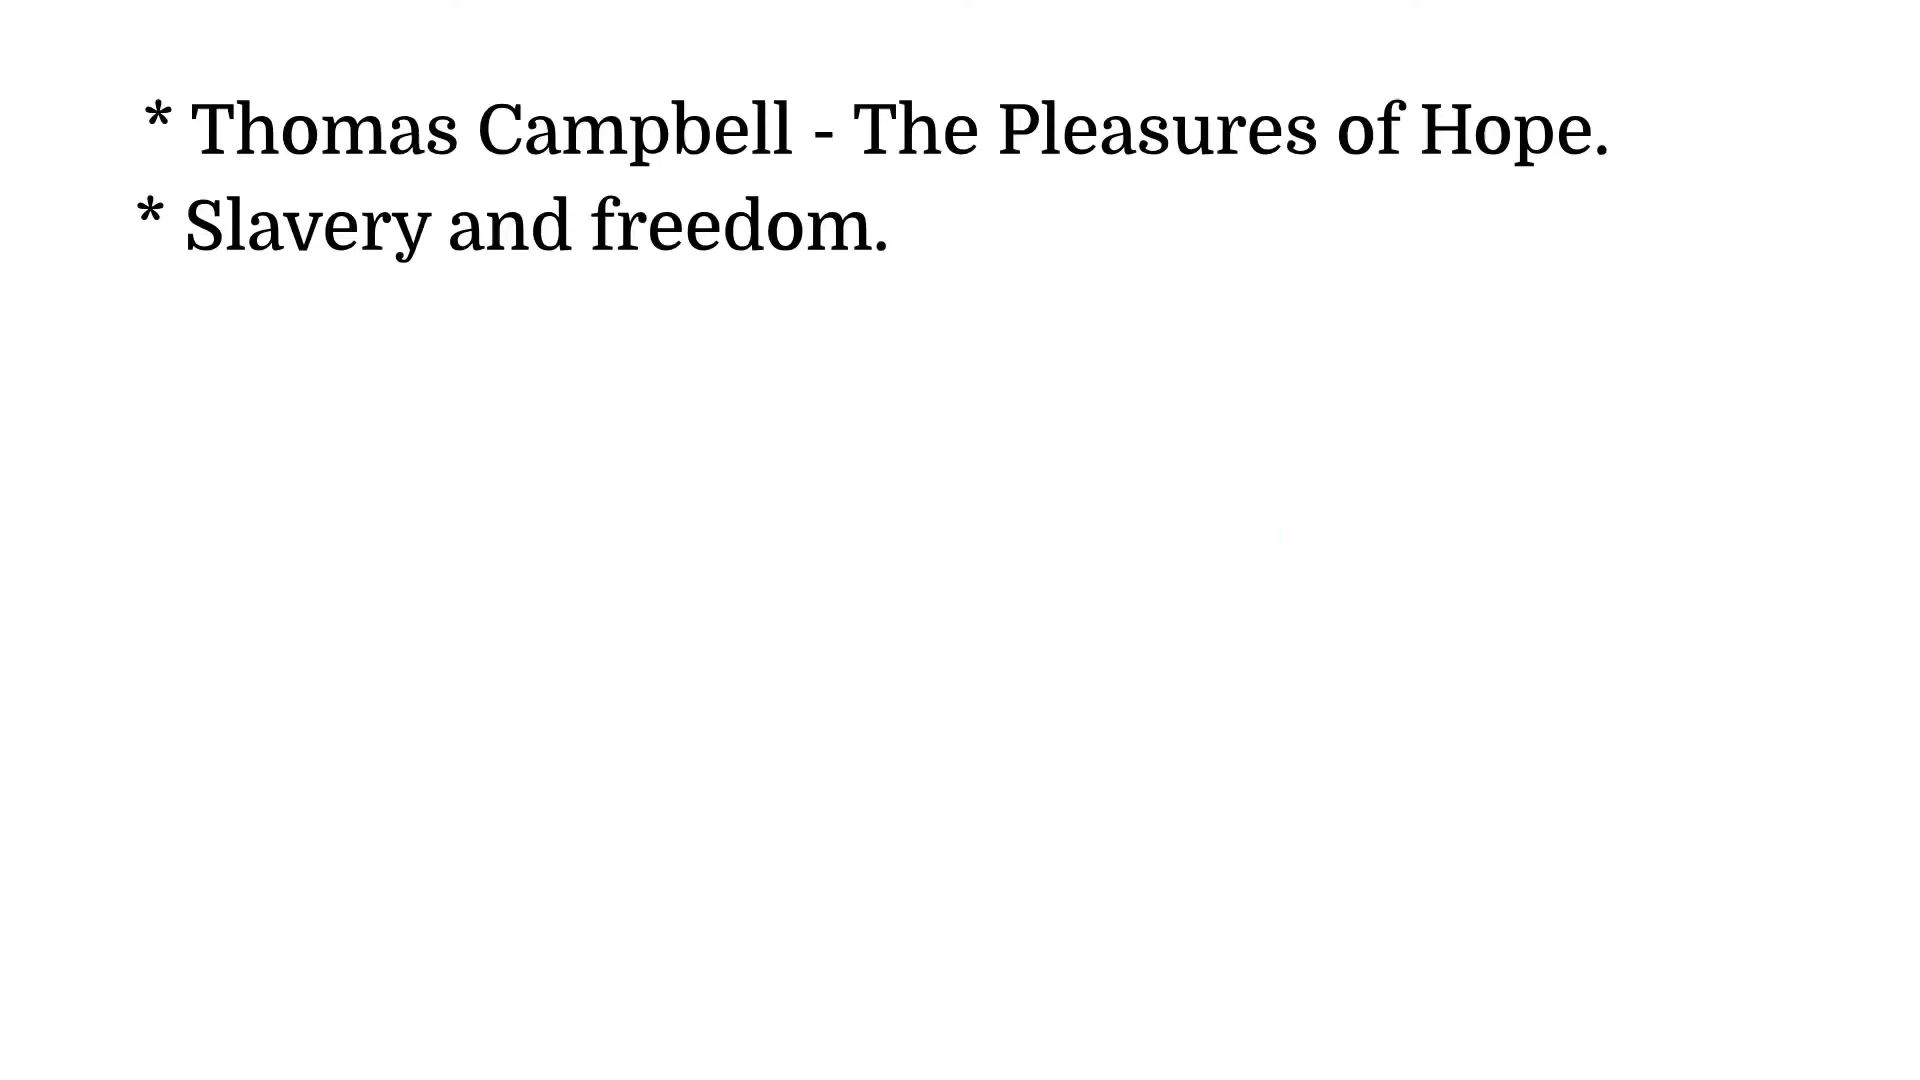 * Thomas Campbell - The Pleasures of Hope.
* Slavery and freedom.